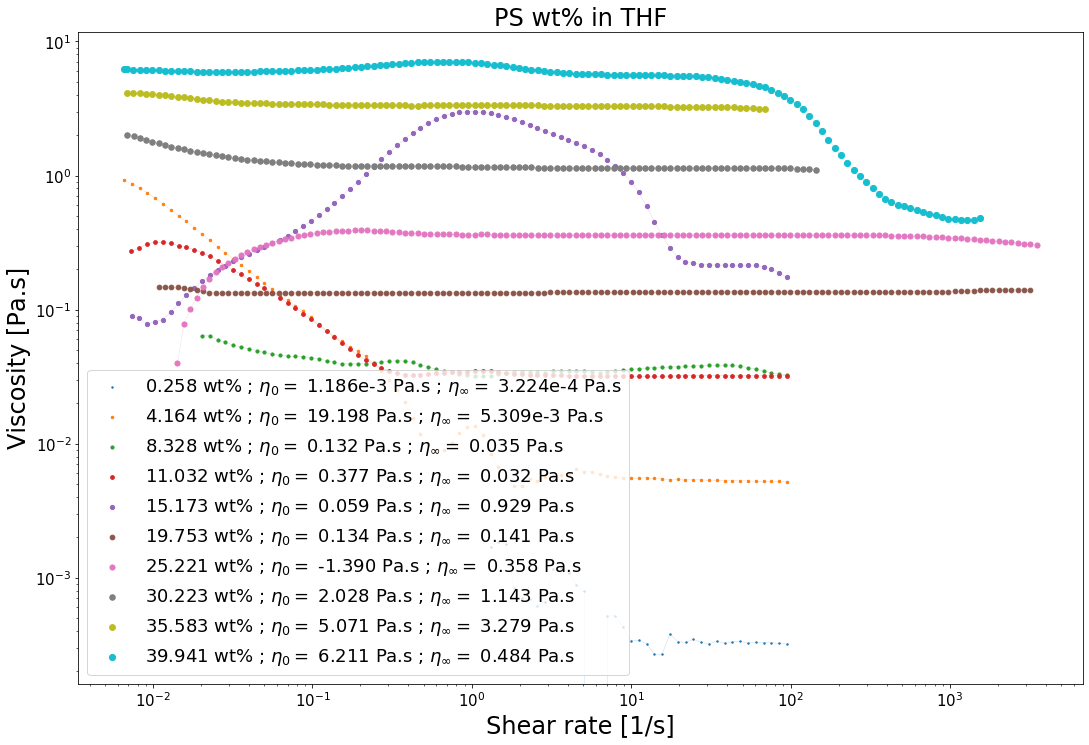 PS wt% in THF
Viscosity [Pa.s]
10¹
10⁰
10⁻¹
10⁻²
10⁻³
0.258 wt% ; η₀ = 1.186e-3 Pa.s ; η∞ = 3.224e-4 Pa.s
4.164 wt% ; η₀ = 19.198 Pa.s ; η∞ = 5.309e-3 Pa.s
8.328 wt% ; η₀ = 0.132 Pa.s ; η∞ = 0.035 Pa.s
11.032 wt% ; η₀ = 0.377 Pa.s ; η∞ = 0.032 Pa.s
15.173 wt% ; η₀ = 0.059 Pa.s ; η∞ = 0.929 Pa.s
19.753 wt% ; η₀ = 0.134 Pa.s ; η∞ = 0.141 Pa.s
25.221 wt% ; η₀ = -1.390 Pa.s ; η∞ = 0.358 Pa.s
30.223 wt% ; η₀ = 2.028 Pa.s ; η∞ = 1.143 Pa.s
35.583 wt% ; η₀ = 5.071 Pa.s ; η∞ = 3.279 Pa.s
39.941 wt% ; η₀ = 6.211 Pa.s ; η∞ = 0.484 Pa.s
10⁻² 10⁻¹ 10⁰ 10¹ 10² 10³
Shear rate [1/s]